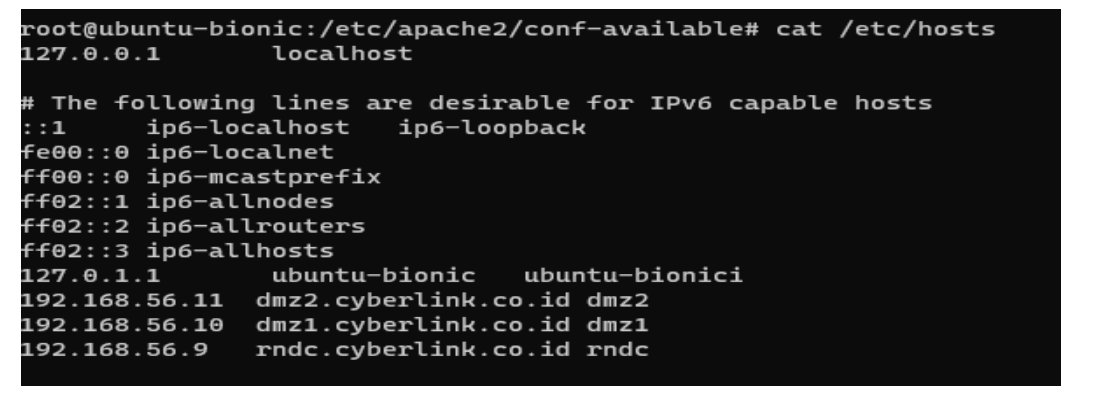 root@ubuntu-bionic:/etc/apache2/conf-available# cat /etc/hosts
127.0.0.1       localhost
# The following lines are desirable for IPv6 capable hosts
::1     ip6-localhost   ip6-loopback
fe00::0 ip6-localnet
ff00::0 ip6-mcastprefix
ff02::1 ip6-allnodes
ff02::2 ip6-allrouters
ff02::3 ip6-allhosts
127.0.1.1       ubuntu-bionic   ubuntu-bionici
192.168.56.11  dmz2.cyberlink.co.id dmz2
192.168.56.10  dmz1.cyberlink.co.id dmz1
192.168.56.9   rndc.cyberlink.co.id rndc